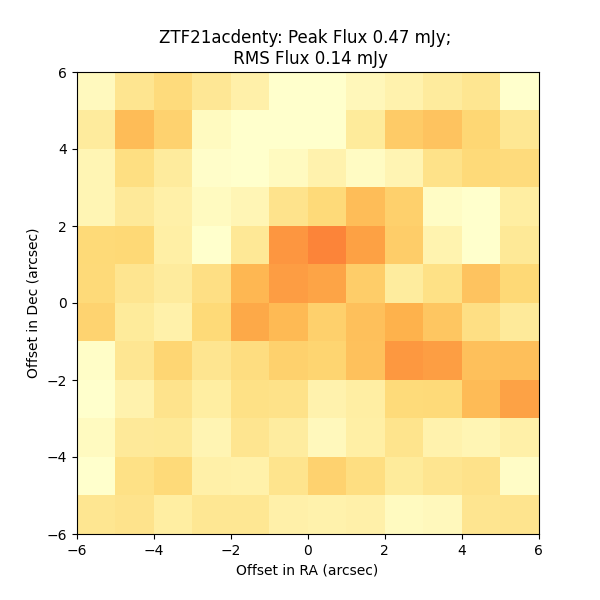 ZTF21acdenty: Peak Flux 0.47 mJy;
RMS Flux 0.14 mJy
6
4
2
0
−2
−4
−6
Offset in Dec (arcsec)
−6 −4 −2 0 2 4 6
Offset in RA (arcsec)